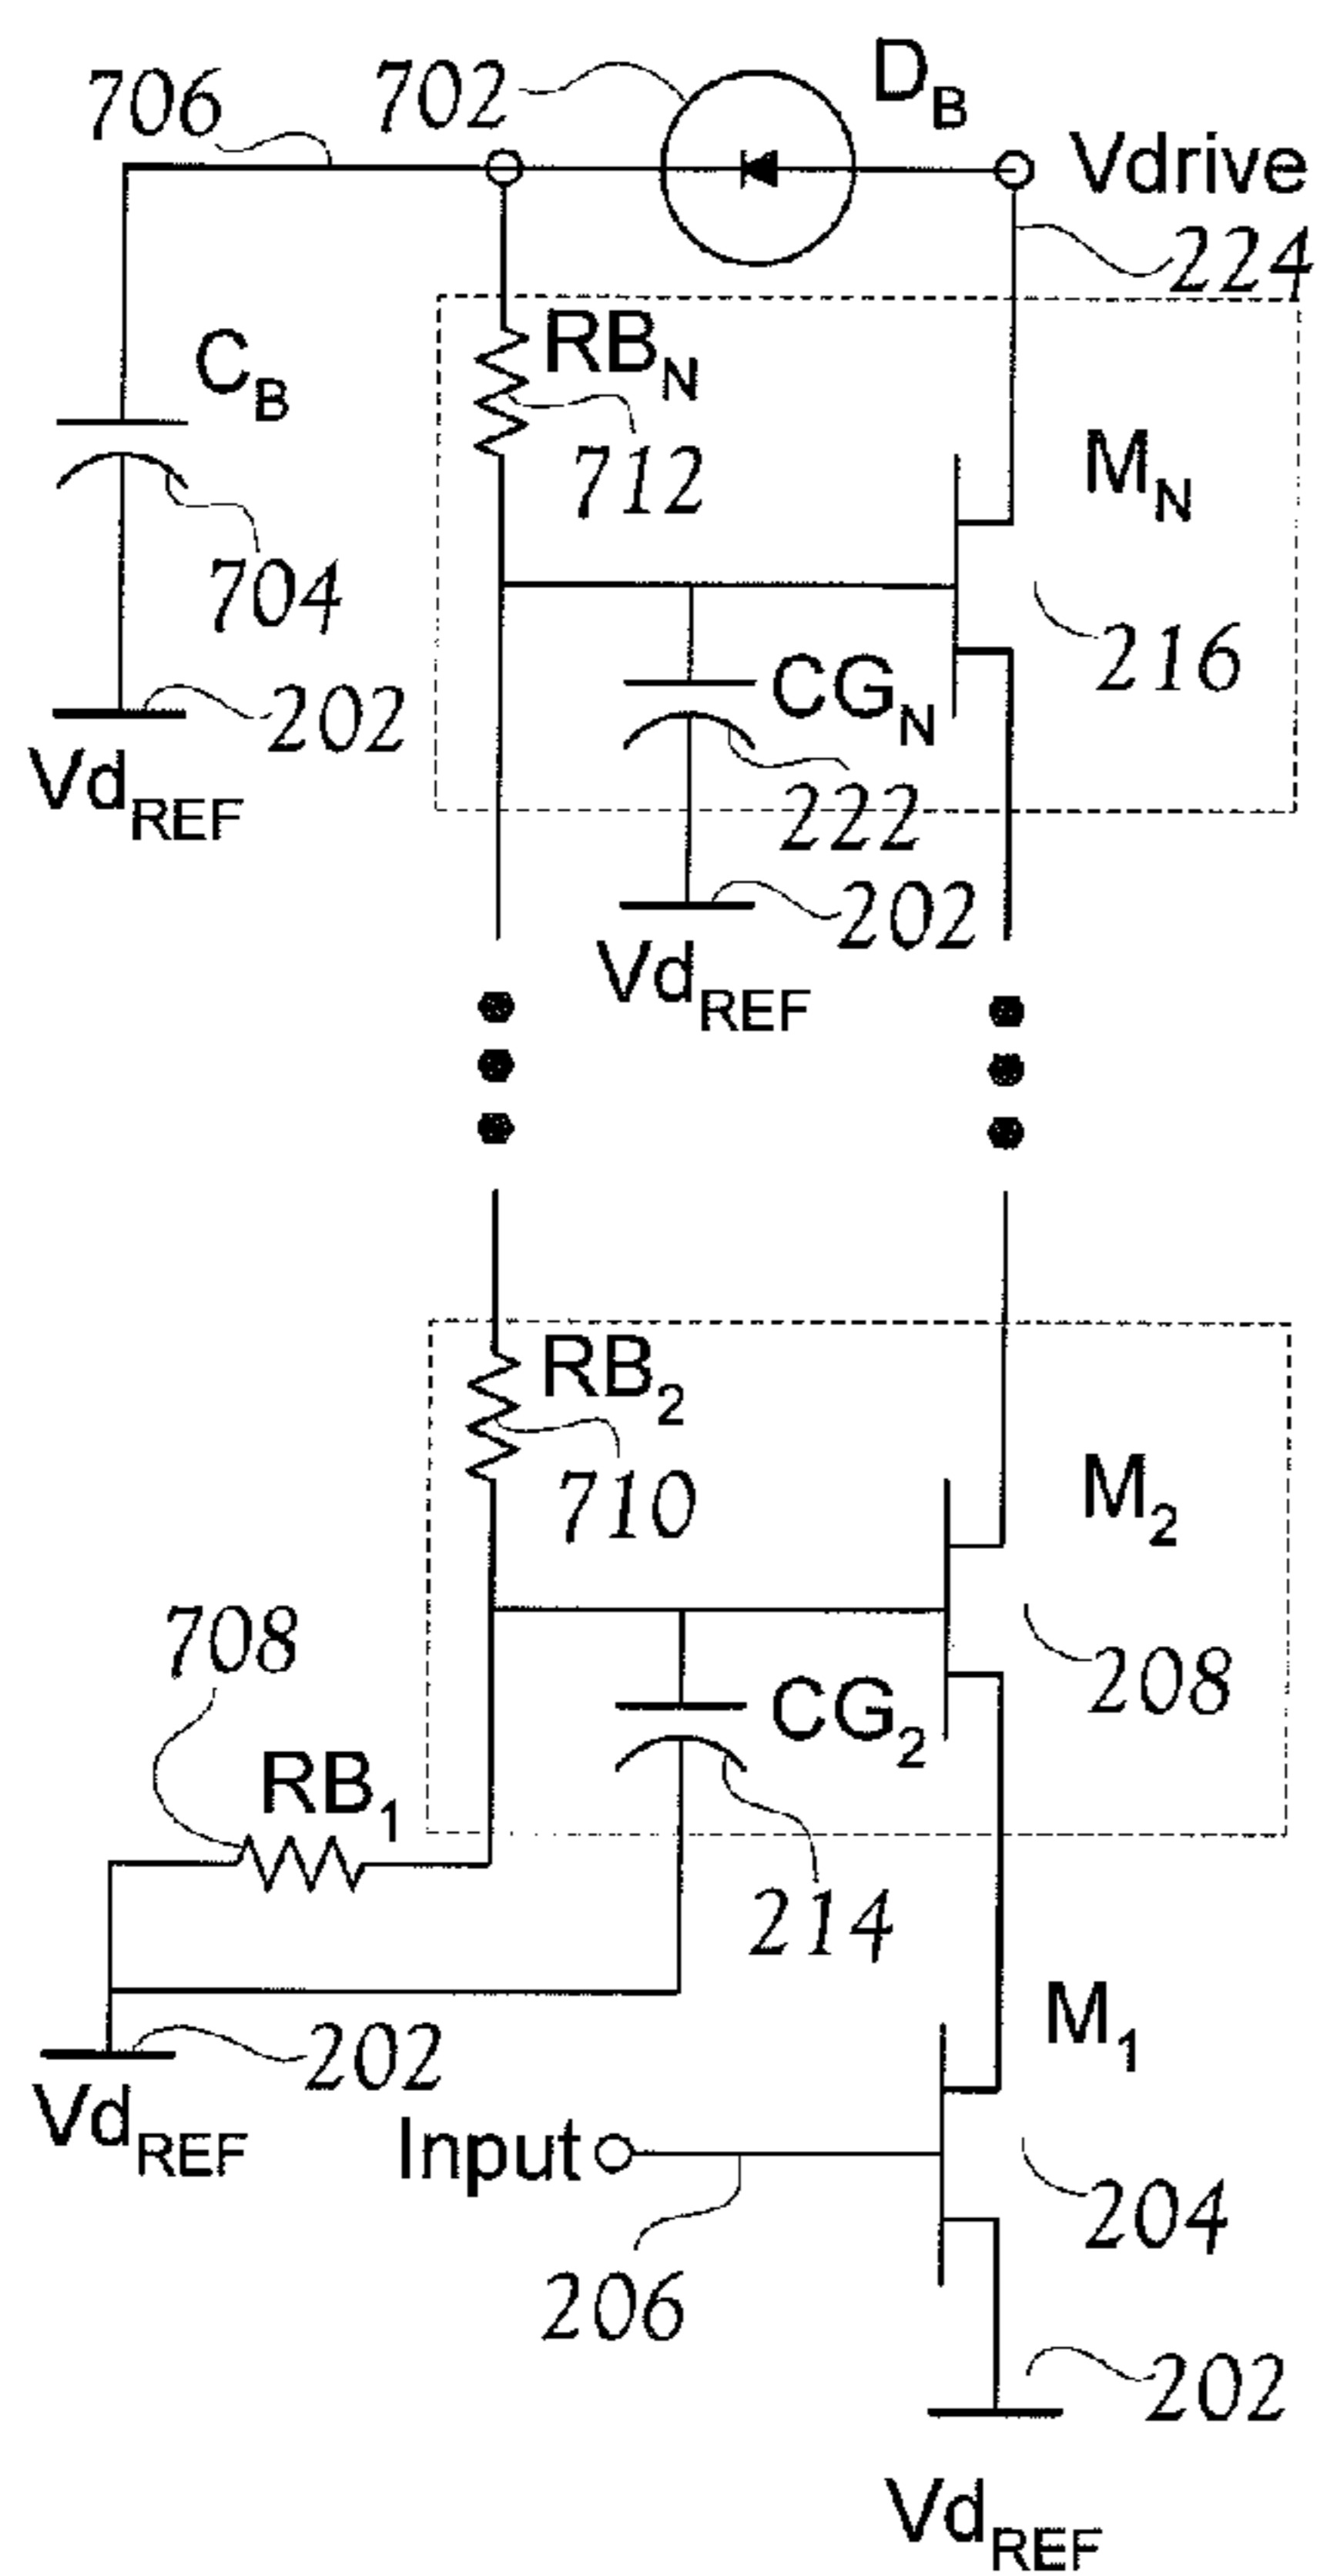 706
702
D_B
Vdrive
224
C_B
RB_N
712
M_N
704
216
202
CG_N
Vd_REF
222
202
Vd_REF
RB_2
710
M_2
708
208
CG_2
RB_1
214
M_1
202
Vd_REF
Input
204
206
202
Vd_REF